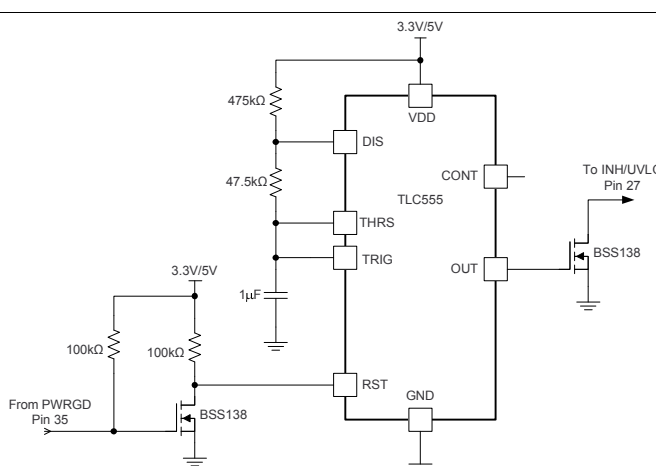 3.3V/5V
475kΩ
VDD
DIS
47.5kΩ
CONT
To INH/UVLO
Pin 27
TLC555
THRS
BSS138
TRIG
OUT
1μF
3.3V/5V
100kΩ
100kΩ
RST
GND
From PWRGD
Pin 35
BSS138